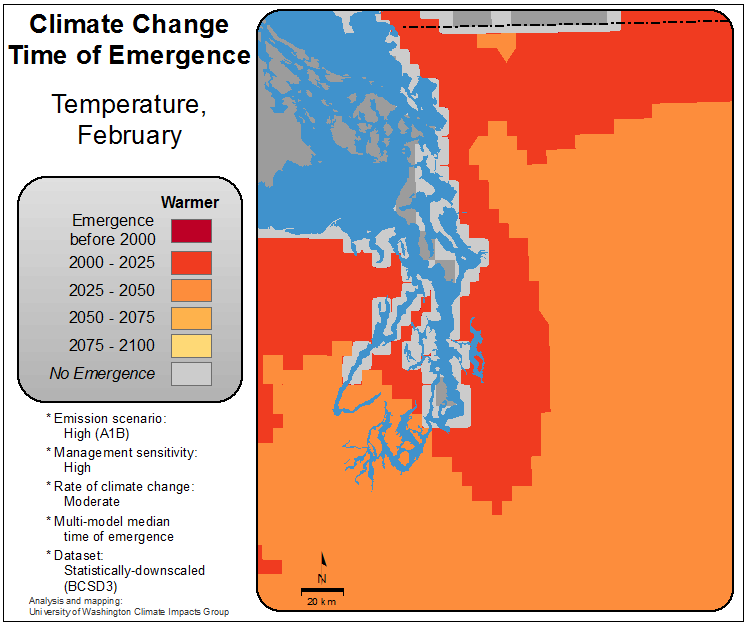 Climate Change
Time of Emergence
Temperature,
February
Warmer
Emergence
before 2000
2000 - 2025
2025 - 2050
2050 - 2075
2075 - 2100
No Emergence
* Emission scenario:
High (A1B)
* Management sensitivity:
High
* Rate of climate change:
Moderate
* Multi-model median
time of emergence
* Dataset:
Statistically-downscaled
(BCSD3)
Analysis and mapping:
University of Washington Climate Impacts Group
N
20 km